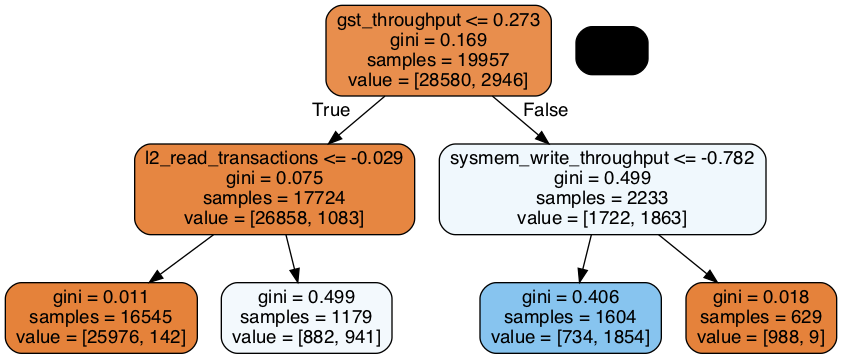 gst_throughput <= 0.273
gini = 0.169
samples = 19957
value = [28580, 2946]
True
False
l2_read_transactions <= -0.029
gini = 0.075
samples = 17724
value = [26858, 1083]
sysmem_write_throughput <= -0.782
gini = 0.499
samples = 2233
value = [1722, 1863]
gini = 0.011
samples = 16545
value = [25976, 142]
gini = 0.499
samples = 1179
value = [882, 941]
gini = 0.406
samples = 1604
value = [734, 1854]
gini = 0.018
samples = 629
value = [988, 9]